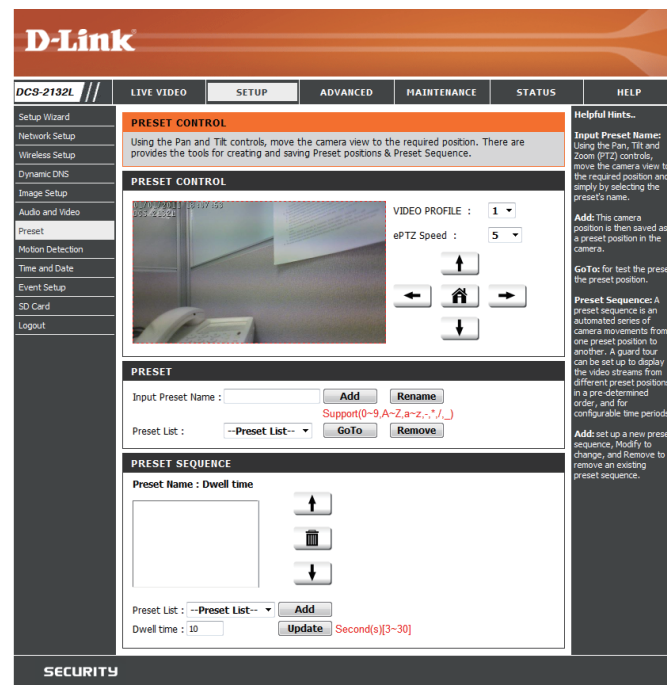 D-Link
DCS-2132L
LIVE VIDEO
SETUP
ADVANCED
MAINTENANCE
STATUS
HELP
Setup Wizard
Network Setup
Wireless Setup
Dynamic DNS
Image Setup
Audio and Video
Preset
Motion Detection
Time and Date
Event Setup
SD Card
Logout
PRESET CONTROL
Using the Pan and Tilt controls, move the camera view to the required position. There are
provides the tools for creating and saving Preset positions & Preset Sequence.
PRESET CONTROL
VIDEO PROFILE : 1
ePTZ Speed : 5
PRESET
Input Preset Name : Add Rename
Support(0~9,A~Z,a~z,-,*,/,_)
Preset List : --Preset List-- GoTo Remove
PRESET SEQUENCE
Preset Name : Dwell time
Preset List : --Preset List-- Add
Dwell time : 10 Update Second(s)[3~30]
Helpful Hints..
Input Preset Name:
Using the Pan, Tilt and
Zoom (PTZ) controls,
move the camera view to
the required position and
simply by selecting the
preset's name.
Add: This camera
position is then saved as
a preset position in the
camera.
GoTo: for test the prese
the preset position.
Preset Sequence: A
preset sequence is an
automated series of
camera movements from
one preset position to
another. A guard tour
can be set up to display
the video streams from
different preset positions
in a pre-determined
order, and for
configurable time periods
Add: set up a new prese
sequence, Modify to
change, and Remove to
remove an existing
preset sequence.
SECURITY